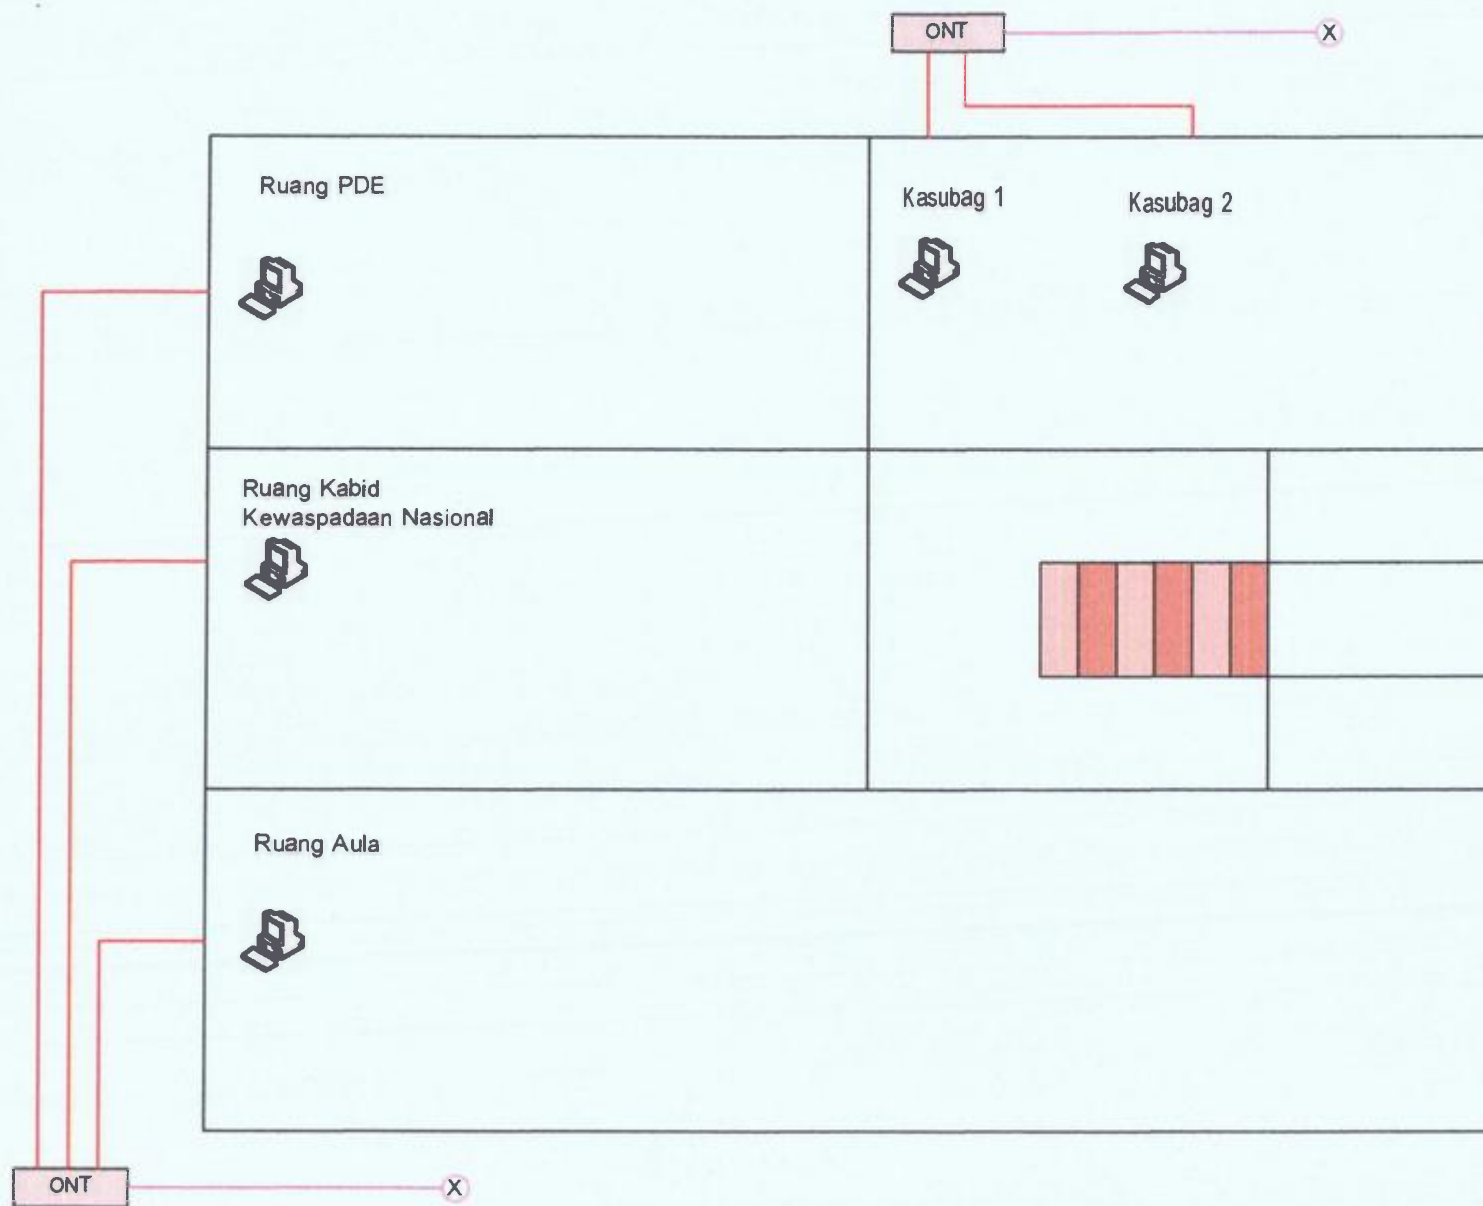 ONT
X
Ruang PDE
Kasubag 1
Kasubag 2
Ruang Kabid
Kewaspadaan Nasional
Ruang Aula
ONT
X